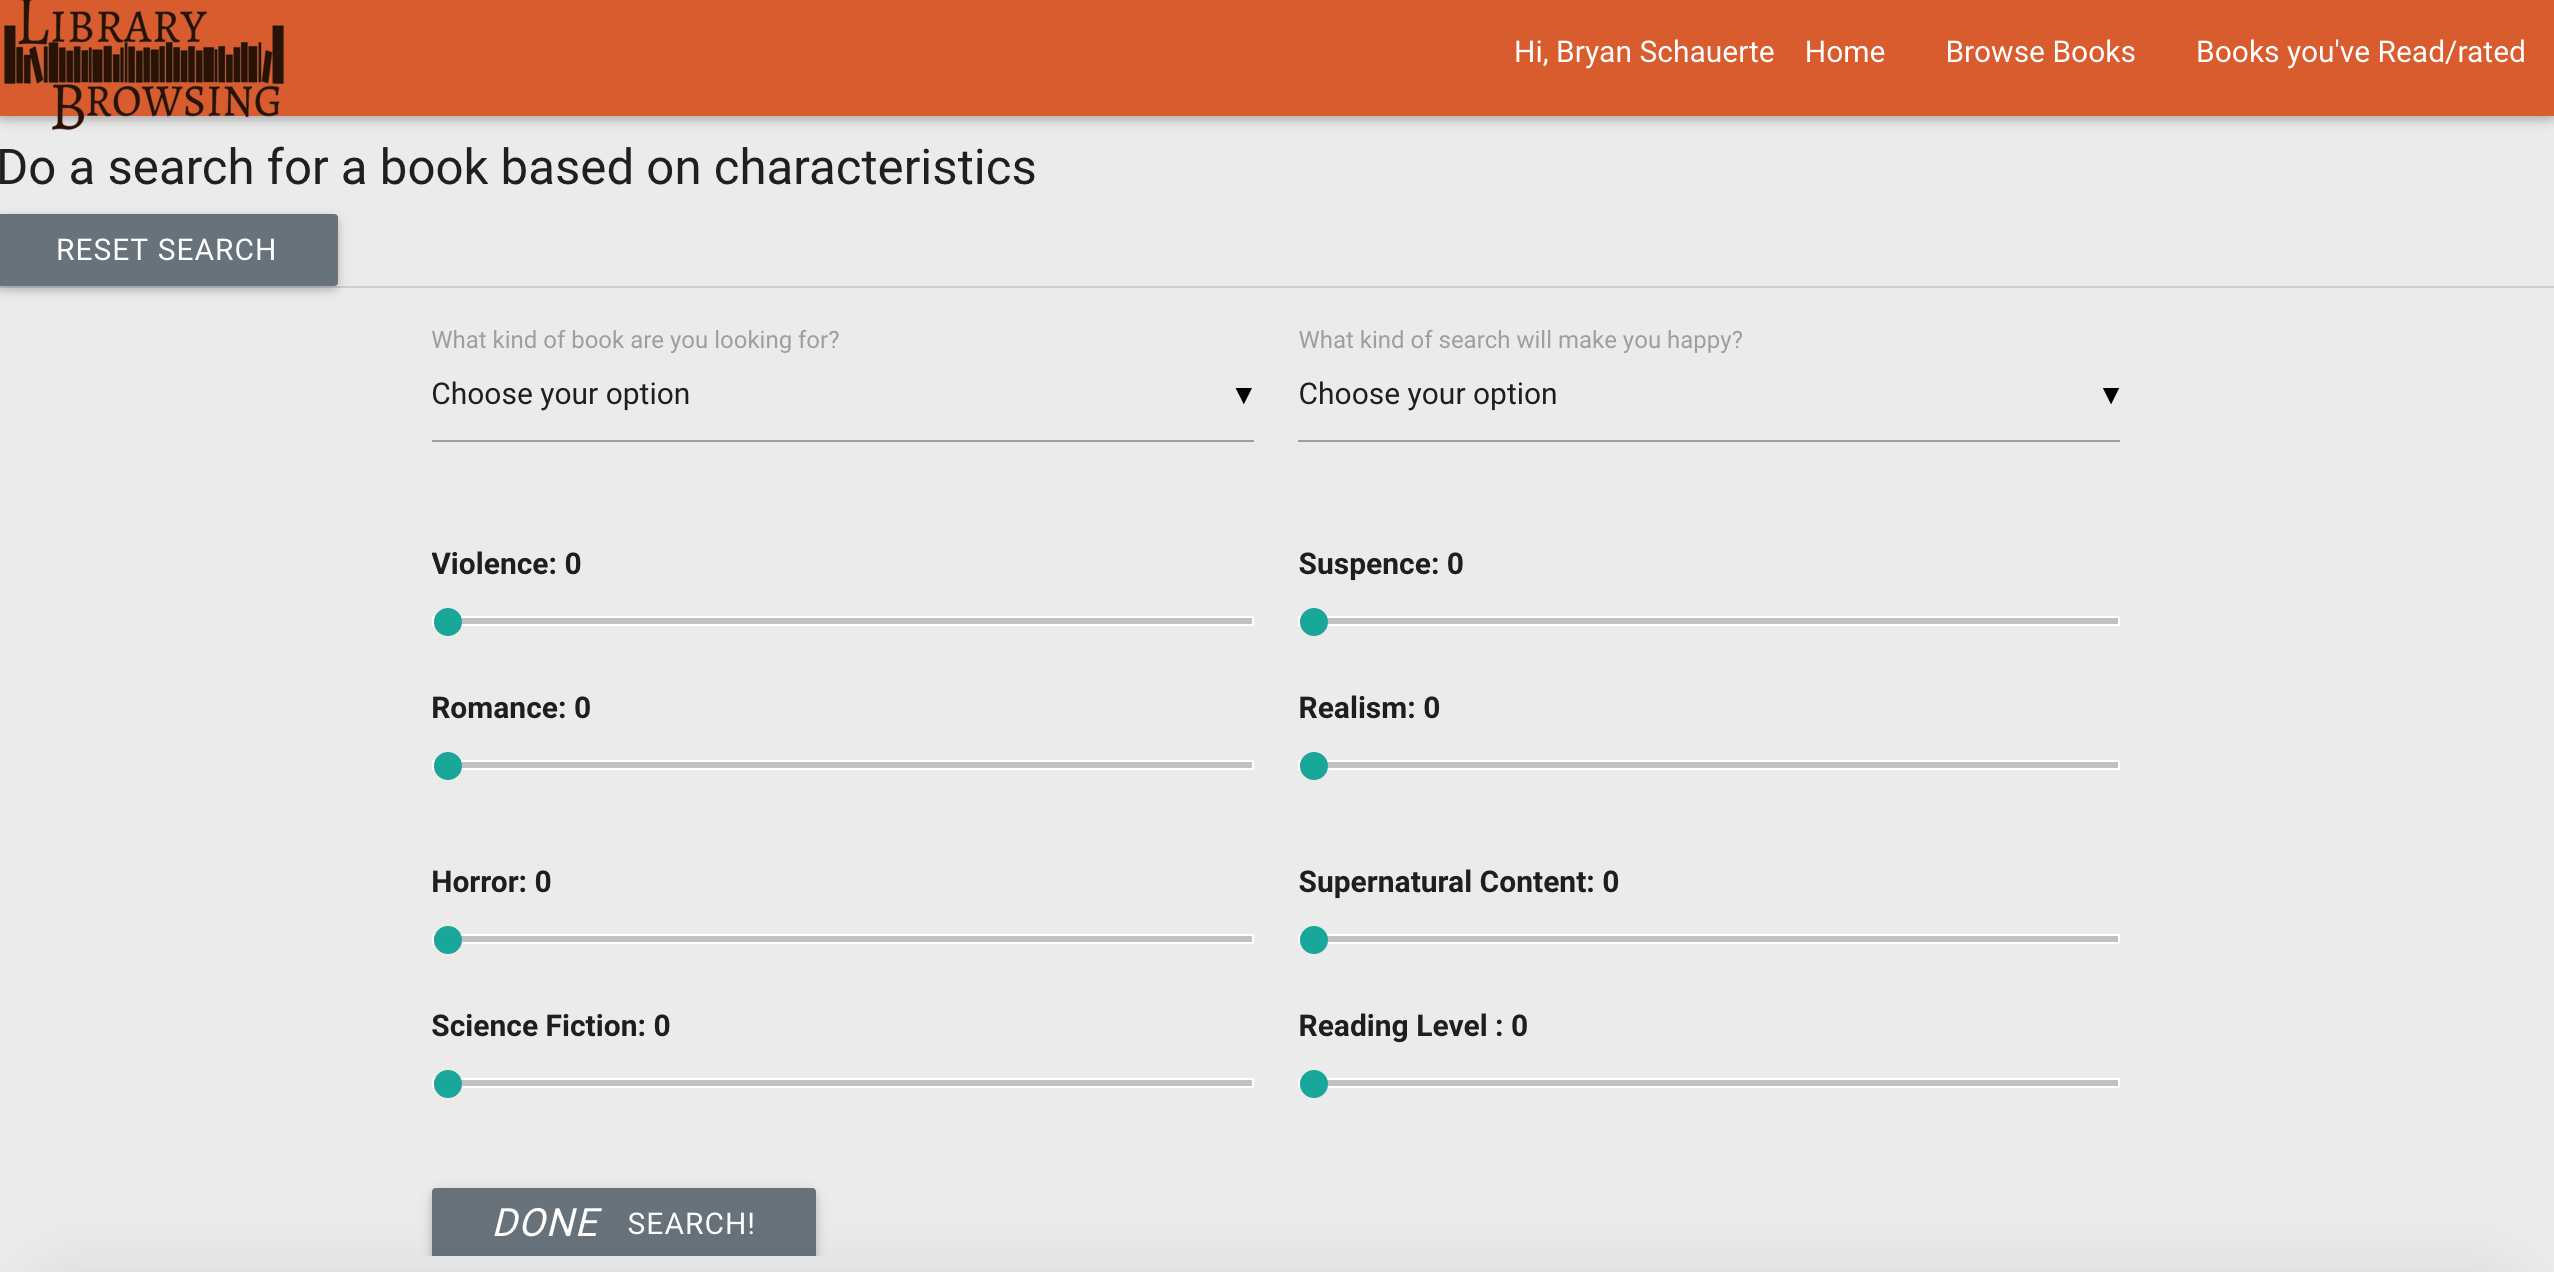 LIBRARY
BROWSING
Hi, Bryan Schauerte Home Browse Books Books you've Read/rated
Do a search for a book based on characteristics
RESET SEARCH
What kind of book are you looking for? What kind of search will make you happy?
Choose your option ▼ Choose your option ▼
Violence: 0 Suspence: 0
Romance: 0 Realism: 0
Horror: 0 Supernatural Content: 0
Science Fiction: 0 Reading Level : 0
DONE SEARCH!